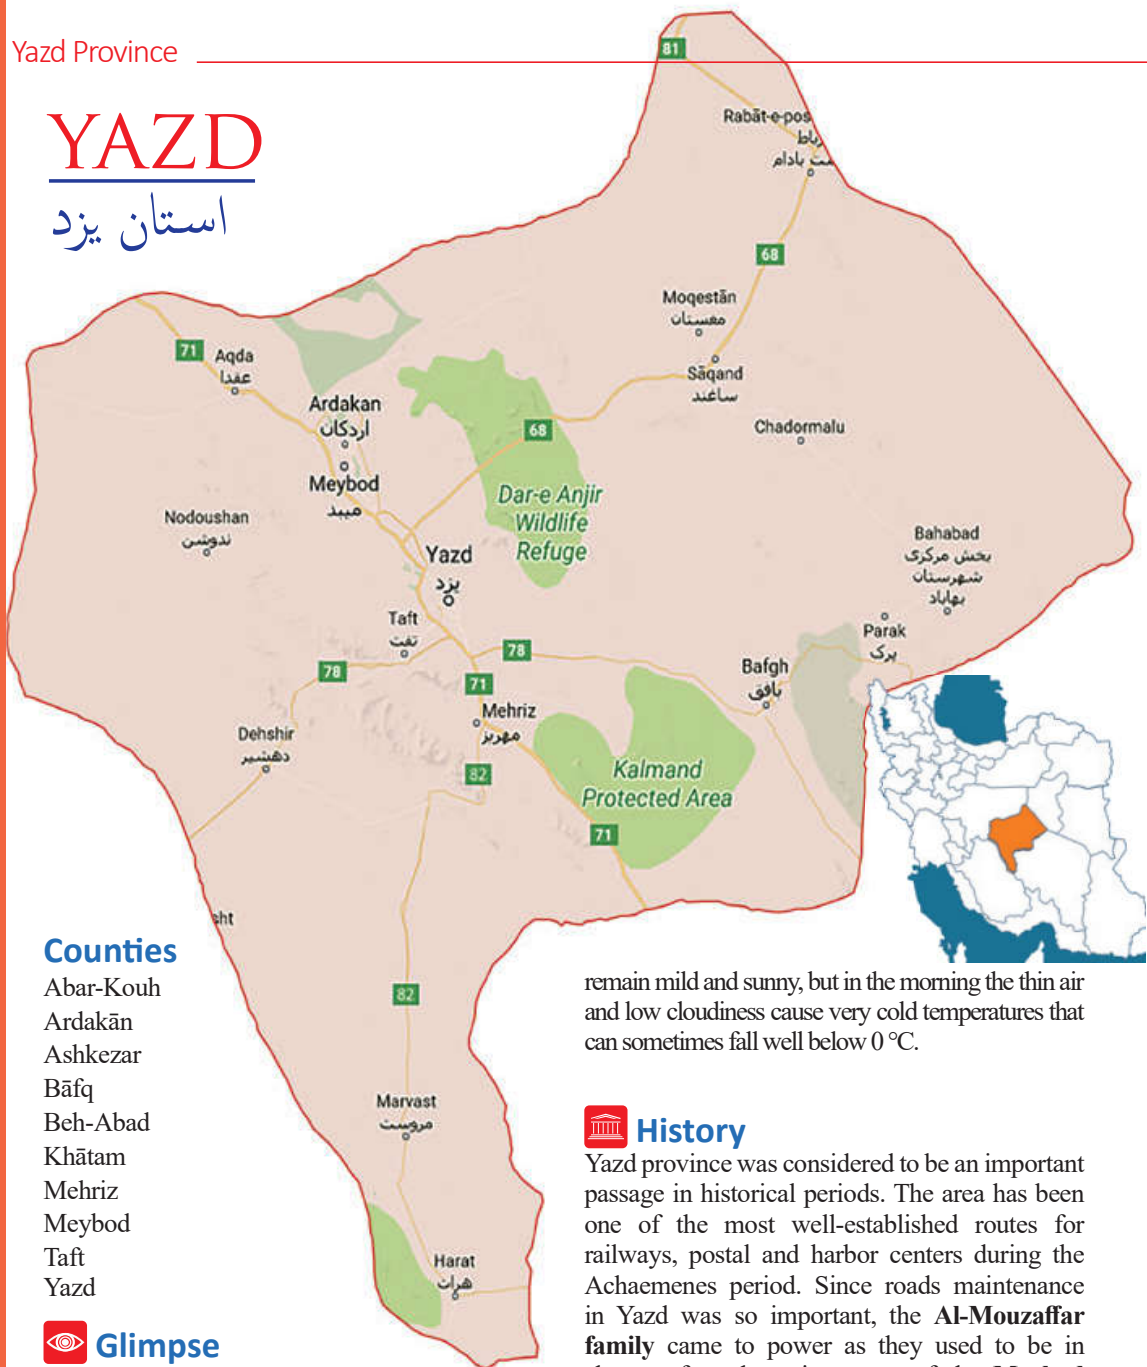 Yazd Province
YAZD
استان یزد
81
Rabāt-e-pos
رباط
ت بادام
68
Moqestān
مغستان
Sāqand
ساغند
71
Aqda
عقدا
Ardakan
اردکان
Meybod
میبد
68
Chadormalu
Dar-e Anjir
Wildlife
Refuge
Nodoushan
ندوشن
Bahabad
بخش مرکزی
شهرستان
بهاباد
Yazd
یزد
Taft
تفت
Parak
پرک
78
78
71
Bafgh
بافق
Mehriz
مهریز
Dehshir
دهشیر
82
Kalmand
Protected Area
71
ht
82
Marvast
مروست
Harat
هرات
Counties
Abar-Kouh
Ardakān
Ashkezar
Bāfq
Beh-Abad
Khātam
Mehriz
Meybod
Taft
Yazd
Glimpse
remain mild and sunny, but in the morning the thin air
and low cloudiness cause very cold temperatures that
can sometimes fall well below 0 °C.
History
Yazd province was considered to be an important
passage in historical periods. The area has been
one of the most well-established routes for
railways, postal and harbor centers during the
Achaemenes period. Since roads maintenance
in Yazd was so important, the Al-Mouzaffar
family came to power as they used to be in